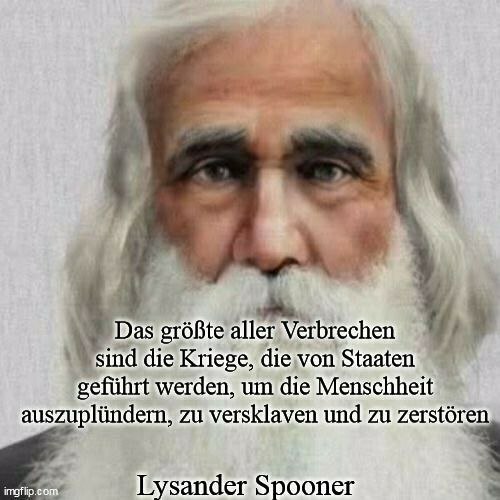 Das größte aller Verbrechen
sind die Kriege, die von Staaten
geführt werden, um die Menschheit
auszuplündern, zu versklaven und zu zerstören
Lysander Spooner
imgflip.com